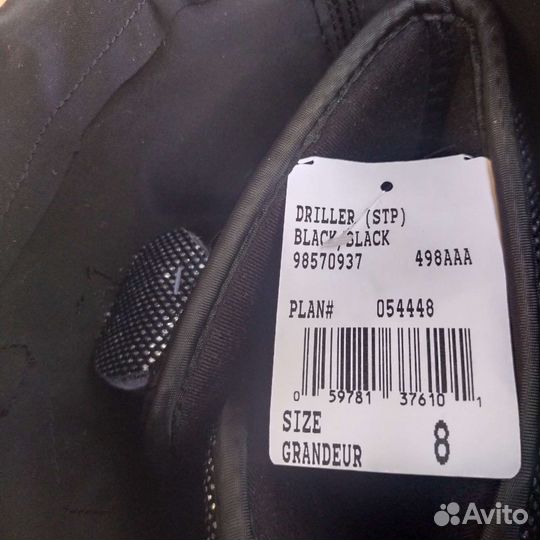 DRILLER (STP)
BLACK/BLACK
98570937 498AAA
PLAN# 054448
0 59781 37610 1
SIZE 8
GRANDEUR
Avito